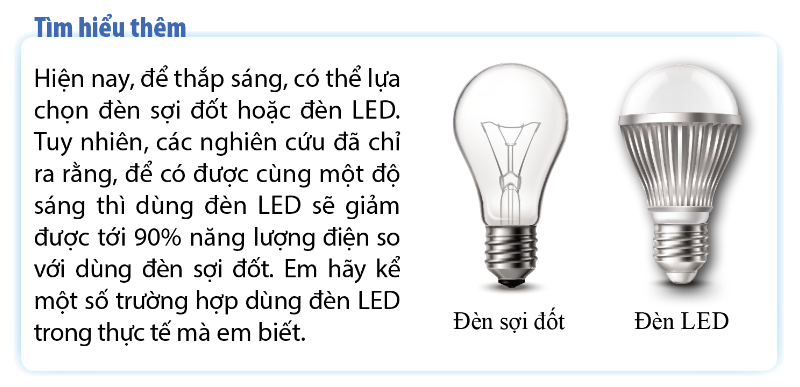 Tìm hiểu thêm
Hiện nay, để thắp sáng, có thể lựa
chọn đèn sợi đốt hoặc đèn LED.
Tuy nhiên, các nghiên cứu đã chỉ
ra rằng, để có được cùng một độ
sáng thì dùng đèn LED sẽ giảm
được tới 90% năng lượng điện so
với dùng đèn sợi đốt. Em hãy kể
một số trường hợp dùng đèn LED
trong thực tế mà em biết.
Đèn sợi đốt
Đèn LED